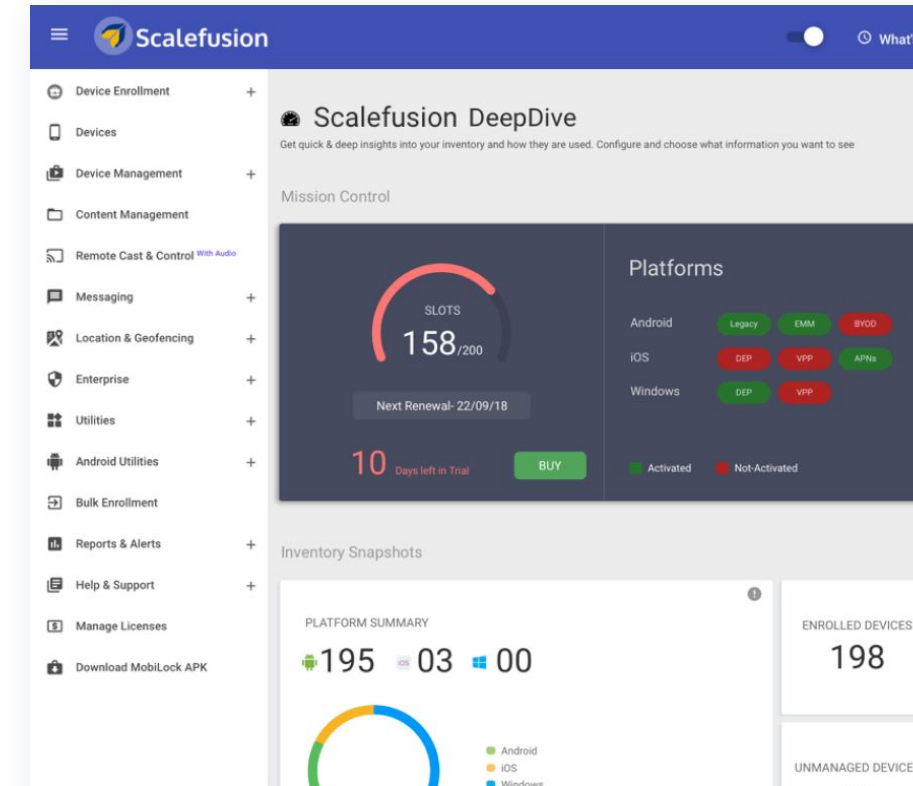 Scalefusion
What'
Device Enrollment +
Devices
Device Management +
Content Management
Remote Cast & Control With Audio
Messaging +
Location & Geofencing +
Enterprise +
Utilities +
Android Utilities +
Bulk Enrollment
Reports & Alerts +
Help & Support +
Manage Licenses
Download MobiLock APK
Scalefusion DeepDive
Get quick & deep insights into your inventory and how they are used. Configure and choose what information you want to see
Mission Control
SLOTS
158/200
Next Renewal- 22/09/18
10 Days left in Trial BUY
Platforms
Android Legacy EMM BYOD
iOS DEP VPP APNs
Windows DEP VPP
Activated Not-Activated
Inventory Snapshots
PLATFORM SUMMARY
195 iOS 03 00
Android
iOS
Windows
ENROLLED DEVICES
198
UNMANAGED DEVICE